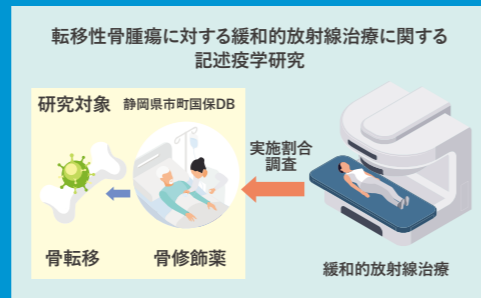 転移性骨腫瘍に対する緩和的放射線治療に関する
記述疫学研究
研究対象 静岡県市町国保DB
実施割合
調査
骨転移
骨修飾薬
緩和的放射線治療